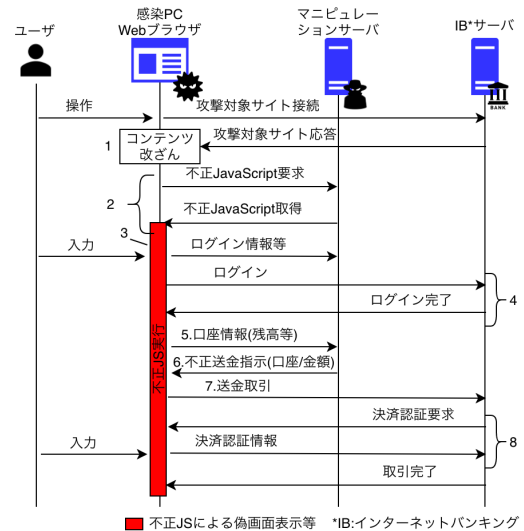 ユーザ
感染PC
Webブラウザ
マニピュレー
ションサーバ
IB*サーバ
BANK
操作
攻撃対象サイト接続
1
コンテンツ
改ざん
攻撃対象サイト応答
不正JavaScript要求
2
不正JavaScript取得
3
入力
ログイン情報等
ログイン
ログイン完了
4
不正JS実行
5.口座情報(残高等)
6.不正送金指示(口座/金額)
7.送金取引
決済認証要求
入力
決済認証情報
8
取引完了
不正JSによる偽画面表示等
*IB:インターネットバンキング